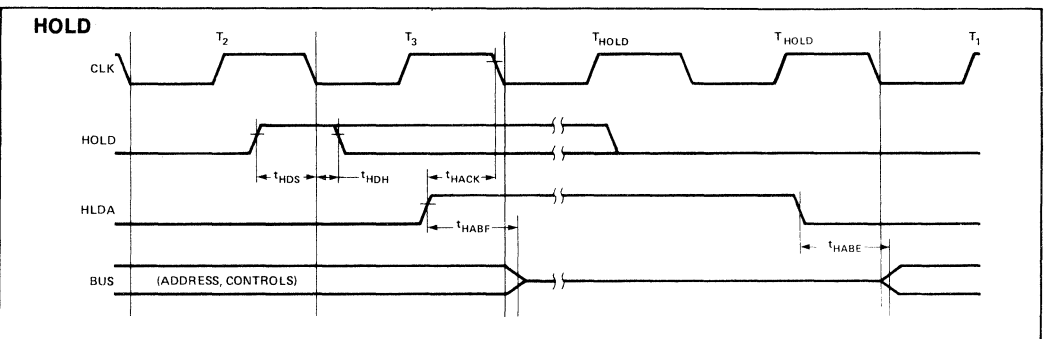 HOLD
T2 T3 THOLD THOLD T1
CLK
HOLD
tHDS tHDH tHACK
HLDA
tHABF
tHABE
BUS (ADDRESS, CONTROLS)